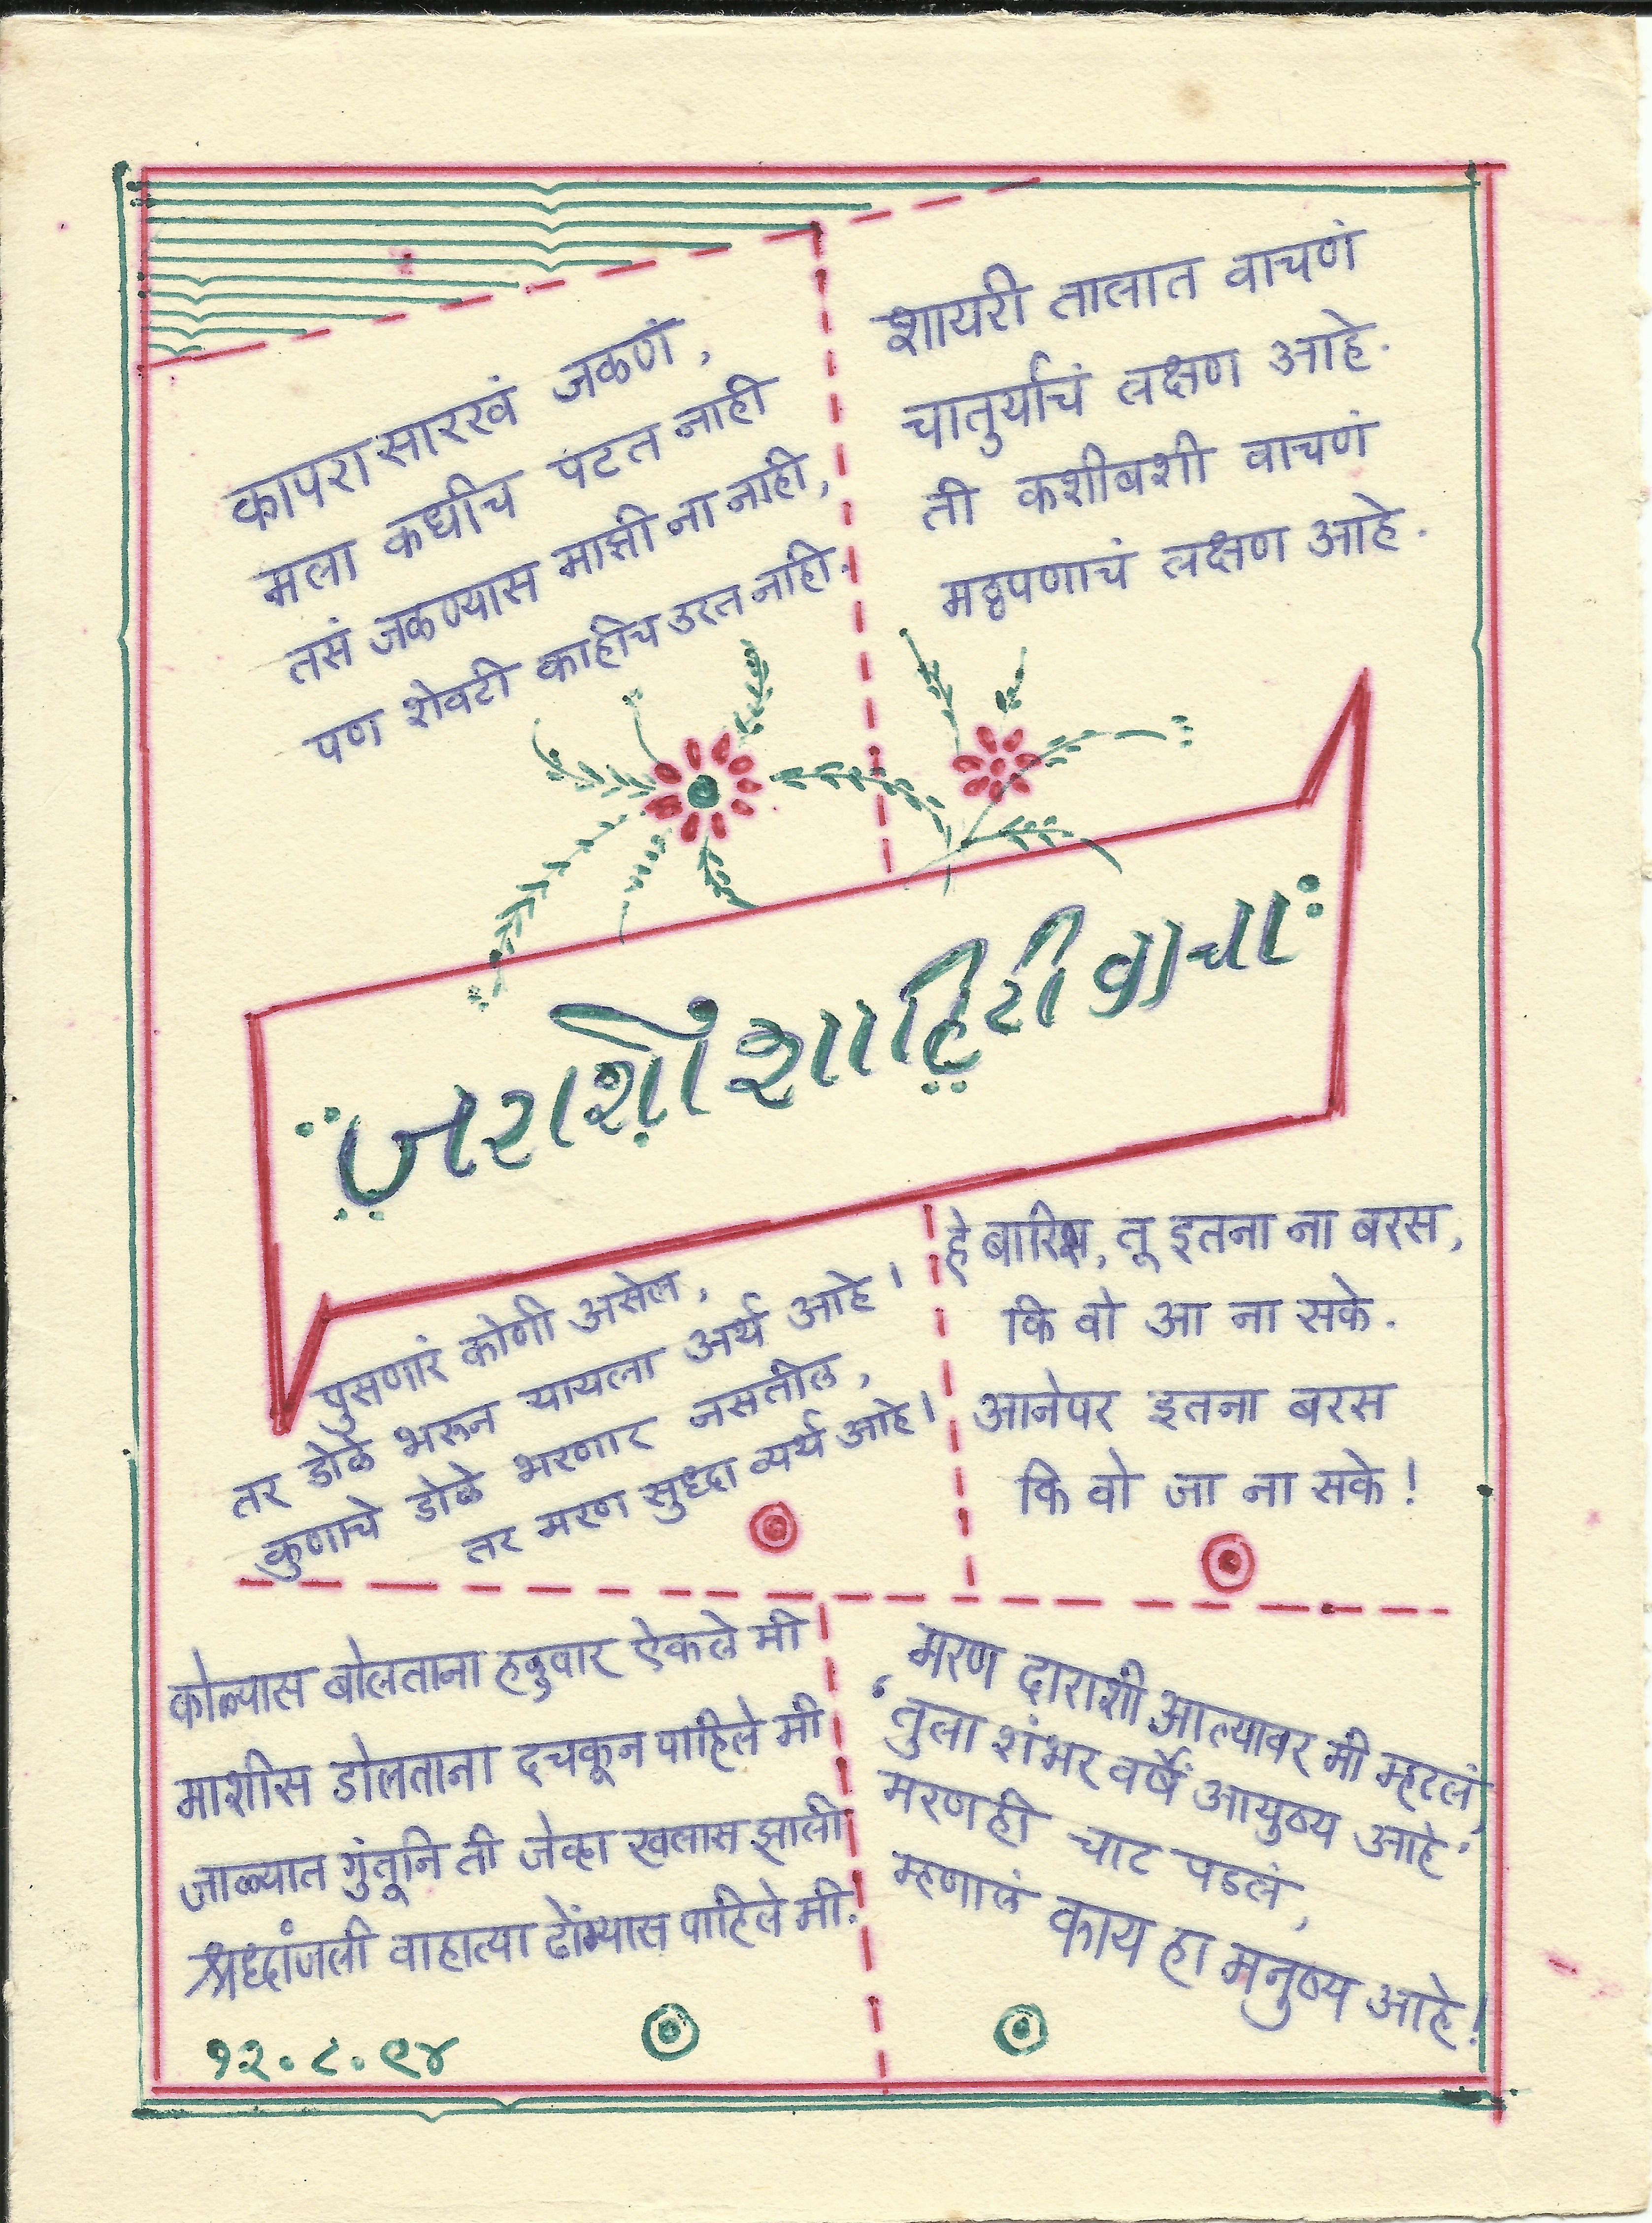 कापरासारखं जळणं,
मला कधीच पटत नाही
तसं जळण्यास माझी ना नाही,
पण शेवटी काहीच उरत नाही.
शायरी तालात वाचणं
चातुर्याचं लक्षण आहे.
ती कशीबशी वाचणं
मठ्ठपणाचं लक्षण आहे.
जराशी शाहिरी वाचा
पुसणारं कोणी असेल,
तर डोळे भरून यायला अर्थ आहे।
कुणाचे डोळे भरणार नसतील,
तर मरण सुध्दा व्यर्थ आहे।
हे बारिश, तू इतना ना बरस,
कि वो आ ना सके.
आनेपर इतना बरस
कि वो जा ना सके!
कोळ्यास बोलताना हळुवार ऐकले मी
माशीस डोलताना दचकून पाहिले मी
जाळ्यात गुंतूनि ती जेव्हा खलास झाली
श्रध्दांजली वाहात्या ढोंग्यास पाहिले मी.
मरण दाराशी आल्यावर मी म्हटलं,
'तुला शंभर वर्षे आयुष्य आहे'
मरणही चाट पडलं,
म्हणालं काय हा मनुष्य आहे!
१२.८.९४